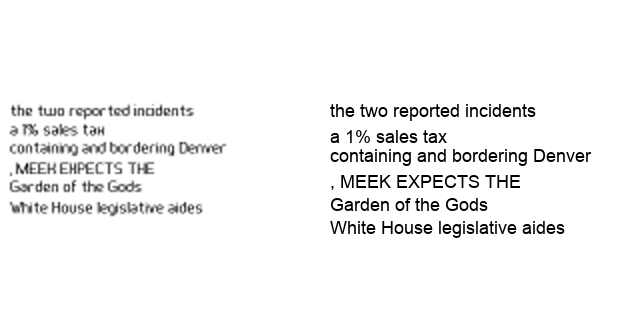 the two reported incidents
a 1% sales tax
containing and bordering Denver
, MEEK EXPECTS THE
Garden of the Gods
White House legislative aides
the two reported incidents
a 1% sales tax
containing and bordering Denver
, MEEK EXPECTS THE
Garden of the Gods
White House legislative aides